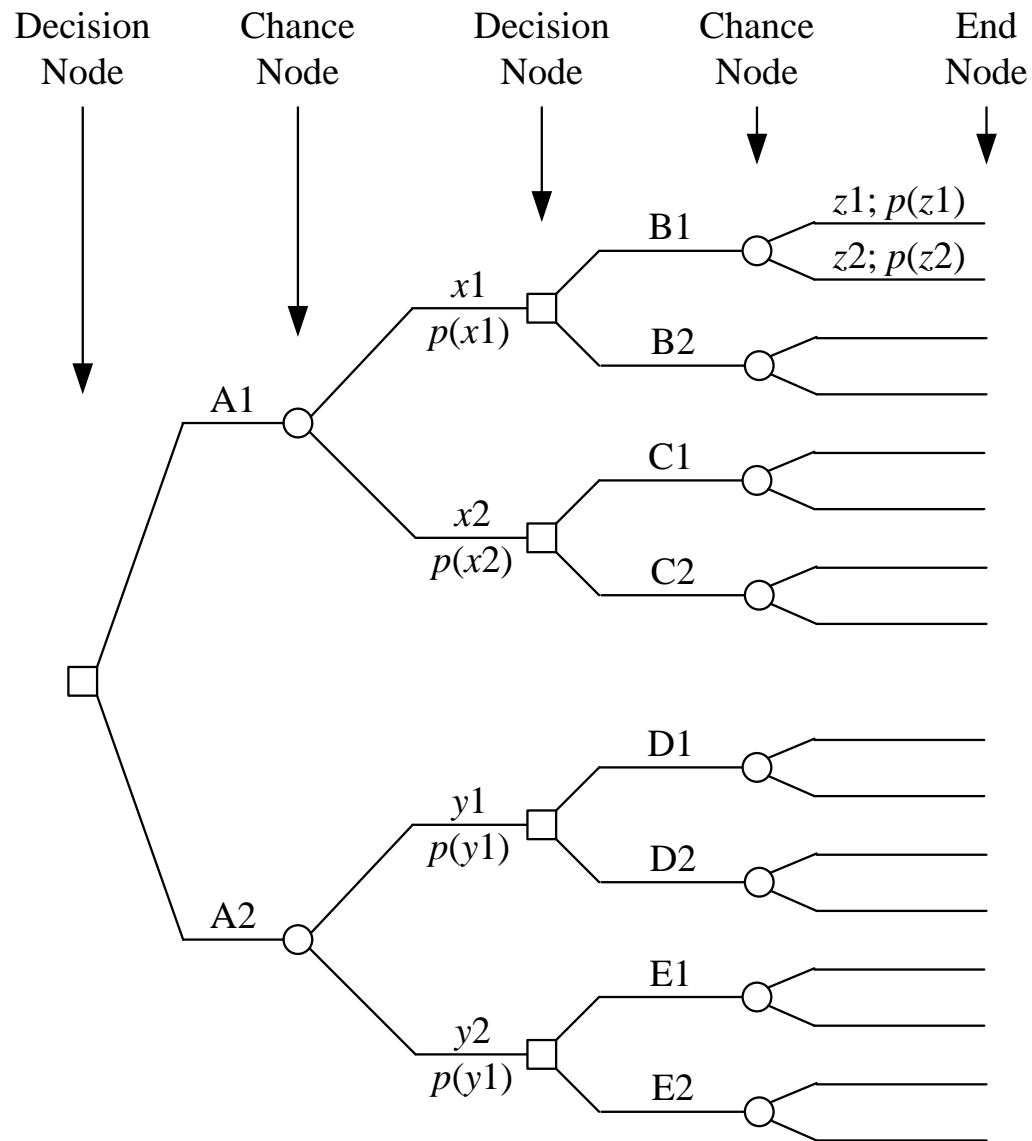 Decision Node
Chance Node
Decision Node
Chance Node
End Node
z1; p(z1)
B1
z2; p(z2)
x1
p(x1)
B2
A1
C1
x2
p(x2)
C2
D1
y1
p(y1)
D2
A2
E1
y2
p(y1)
E2